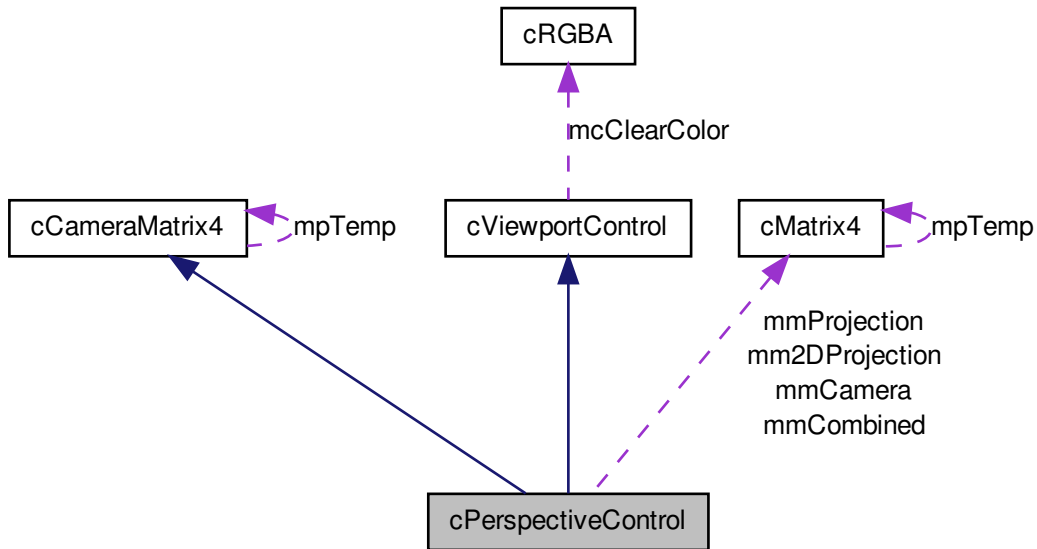 cRGBA
mcClearColor
cCameraMatrix4
mpTemp
cViewportControl
cMatrix4
mpTemp
mmProjection
mm2DProjection
mmCamera
mmCombined
cPerspectiveControl